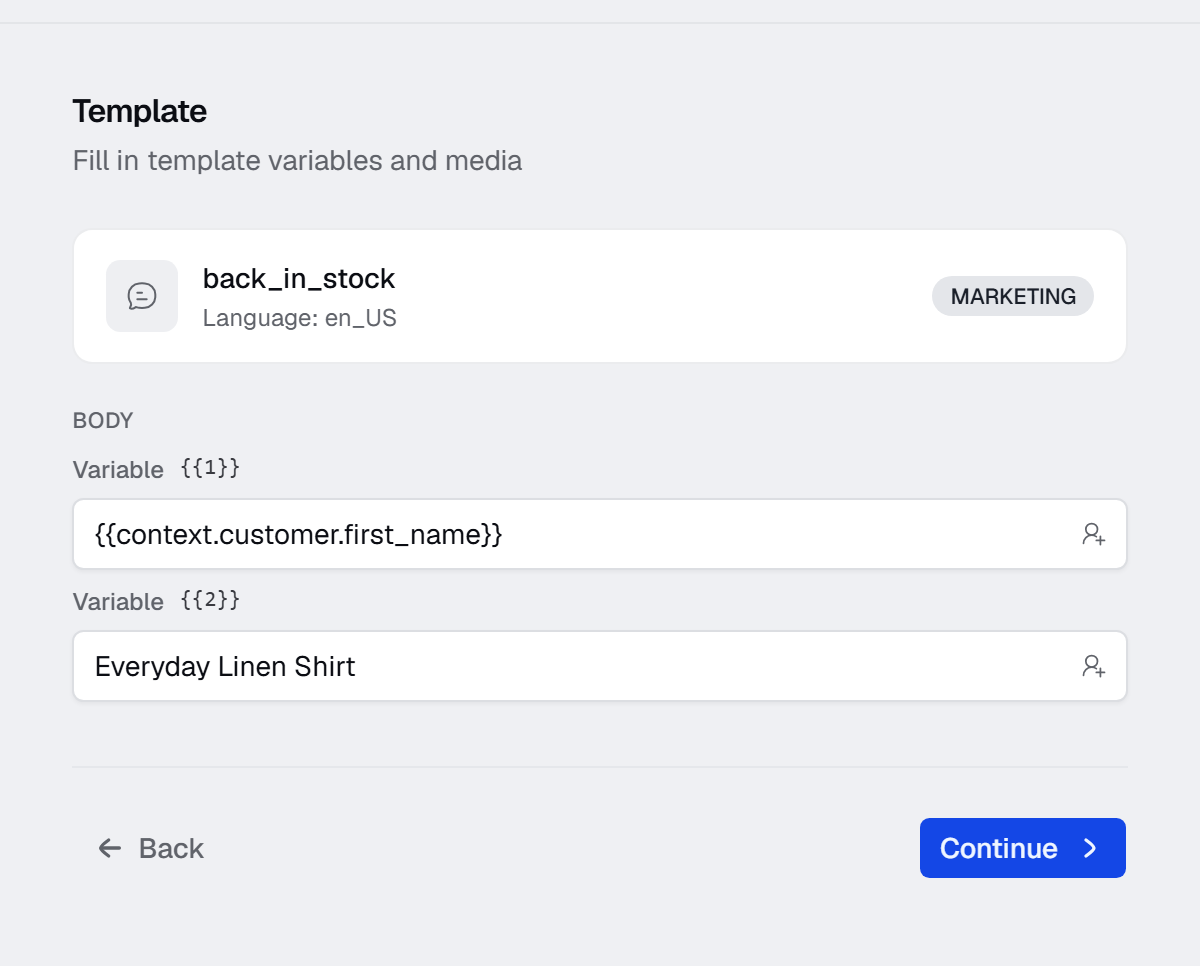 Template
Fill in template variables and media
back_in_stock
Language: en_US
MARKETING
BODY
Variable {{1}}
{{context.customer.first_name}}
Variable {{2}}
Everyday Linen Shirt
Back
Continue